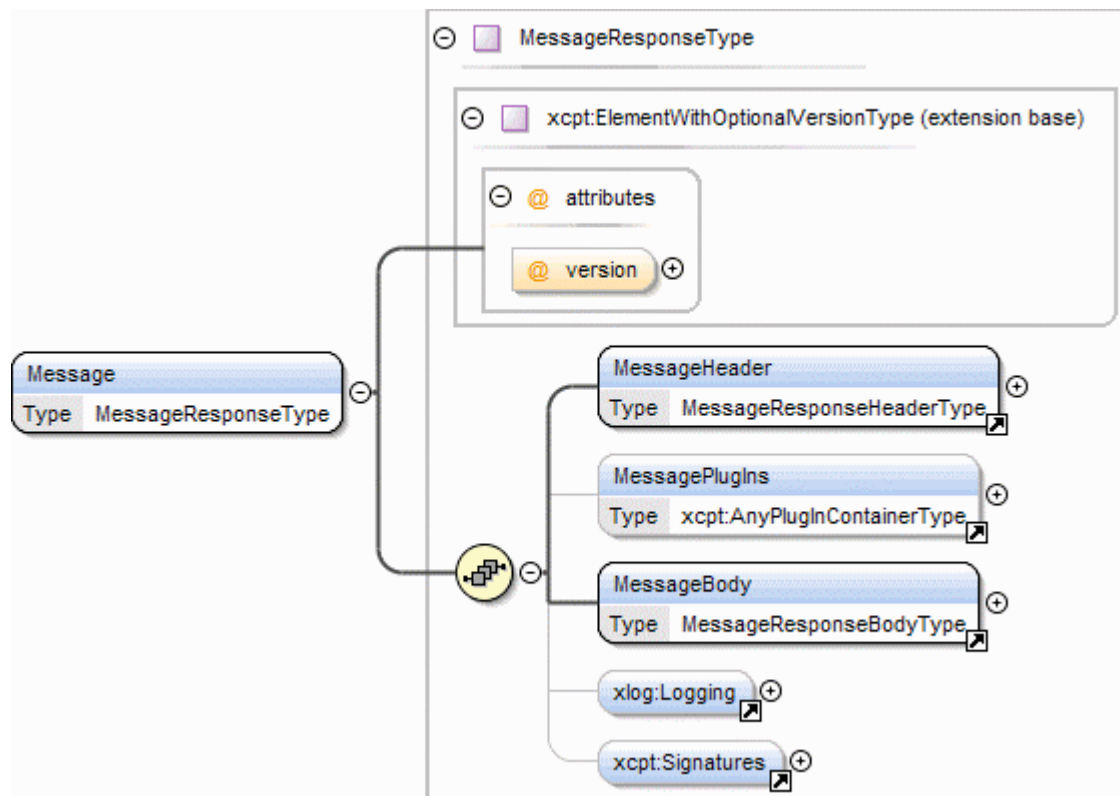 MessageResponseType
xcpt:ElementWithOptionalVersionType (extension base)
@ attributes
@ version
Message
Type MessageResponseType
MessageHeader
Type MessageResponseHeaderType
MessagePlugIns
Type xcpt:AnyPlugInContainerType
MessageBody
Type MessageResponseBodyType
xlog:Logging
xcpt:Signatures